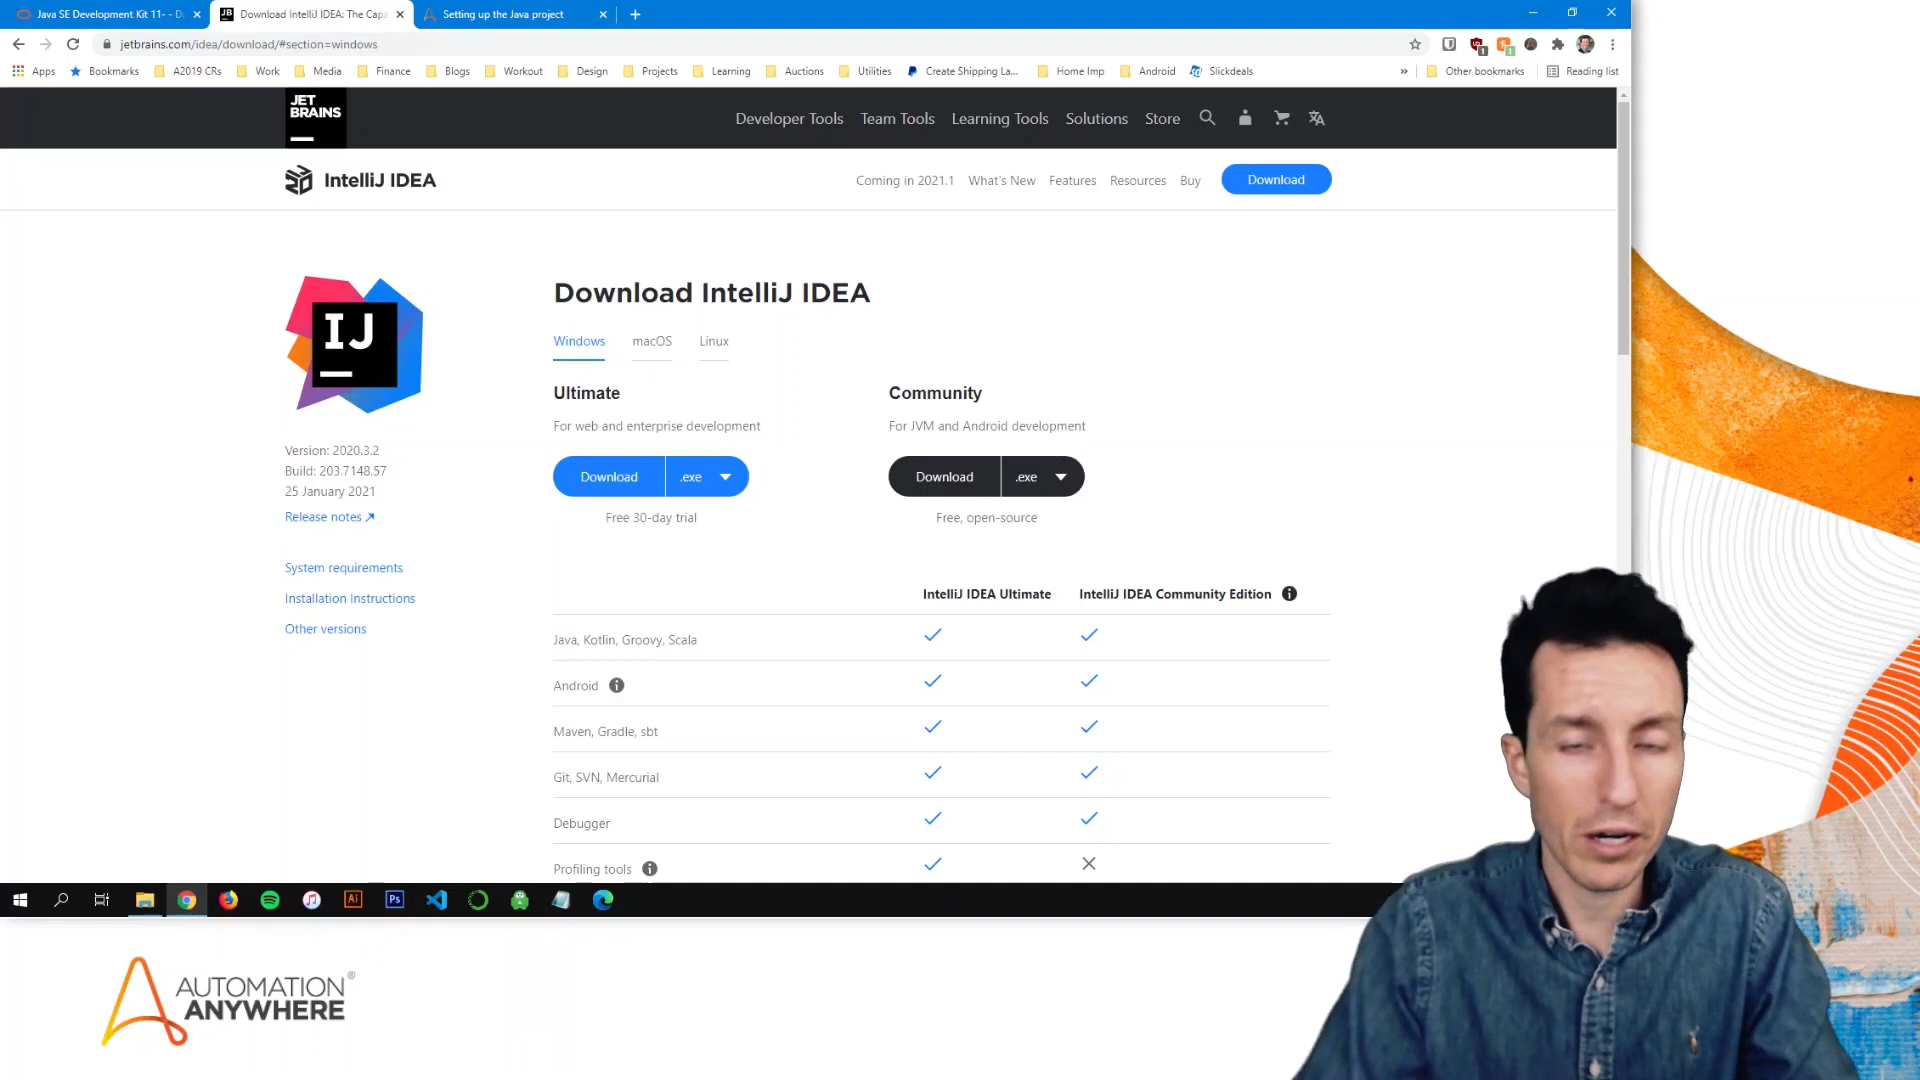 Java SE Development Kit 11- - D
Download IntelliJ IDEA: The Capa
Setting up the Java project
jetbrains.com/idea/download/#section=windows
Apps
Bookmarks
A2019 CRs
Work
Media
Finance
Blogs
Workout
Design
Projects
Learning
Auctions
Utilities
Create Shipping La...
Home Imp
Android
Slickdeals
»
Other bookmarks
Reading list
JET
BRAINS
Developer Tools
Team Tools
Learning Tools
Solutions
Store
IntelliJ IDEA
Coming in 2021.1
What's New
Features
Resources
Buy
Download
IJ
Version: 2020.3.2
Build: 203.7148.57
25 January 2021
Release notes ↗
System requirements
Installation Instructions
Other versions
Download IntelliJ IDEA
Windows
macOS
Linux
Ultimate
For web and enterprise development
Download
.exe
Free 30-day trial
Community
For JVM and Android development
Download
.exe
Free, open-source
IntelliJ IDEA Ultimate
IntelliJ IDEA Community Edition
Java, Kotlin, Groovy, Scala
Android
Maven, Gradle, sbt
Git, SVN, Mercurial
Debugger
Profiling tools
Ai
Ps
AUTOMATION®
ANYWHERE